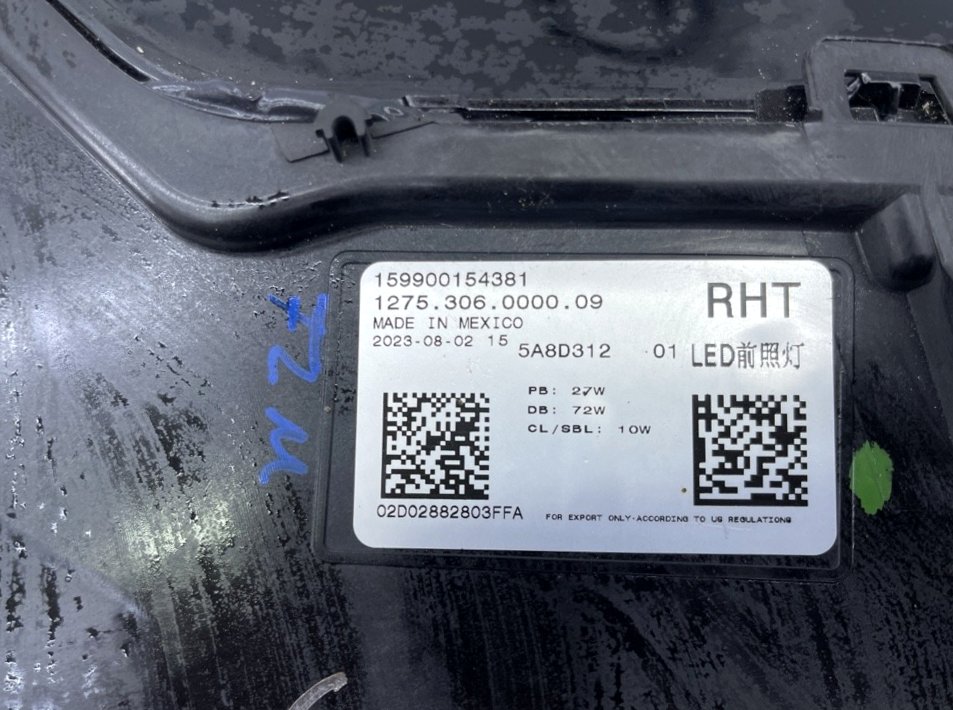 159900154381
1275.306.0000.09
MADE IN MEXICO
2023-08-02 15
RHT
5A8D312 01 LED前照灯
PB: 27W
DB: 72W
CL/SBL: 10W
02D02882803FFA
FOR EXPORT ONLY-ACCORDING TO US REGULATIONS